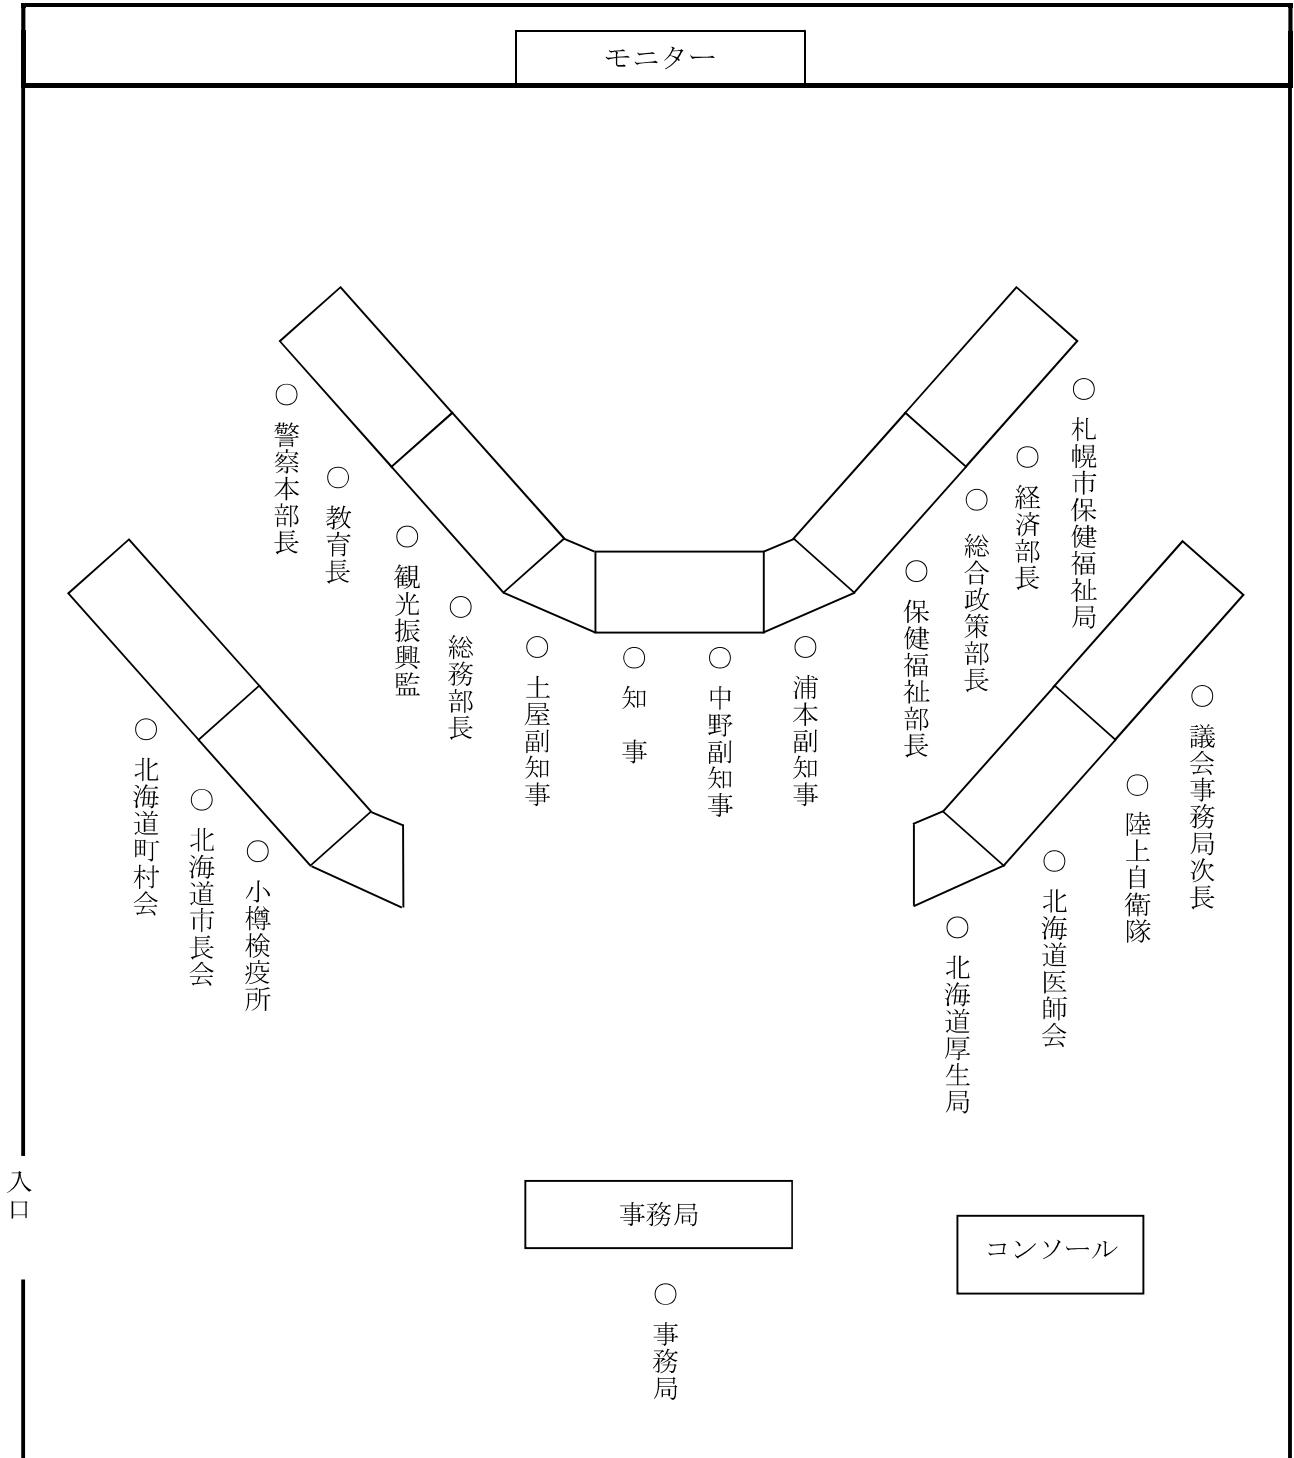 モニター
〇 警察本部長
〇 教育長
〇 観光振興監
〇 総務部長
〇 土屋副知事
〇 知　事
〇 中野副知事
〇 浦本副知事
〇 保健福祉部長
〇 総合政策部長
〇 経済部長
〇 札幌市保健福祉局
〇 北海道町村会
〇 北海道市長会
〇 小樽検疫所
〇 北海道厚生局
〇 北海道医師会
〇 陸上自衛隊
〇 議会事務局次長
入口
事務局
コンソール
〇 事務局